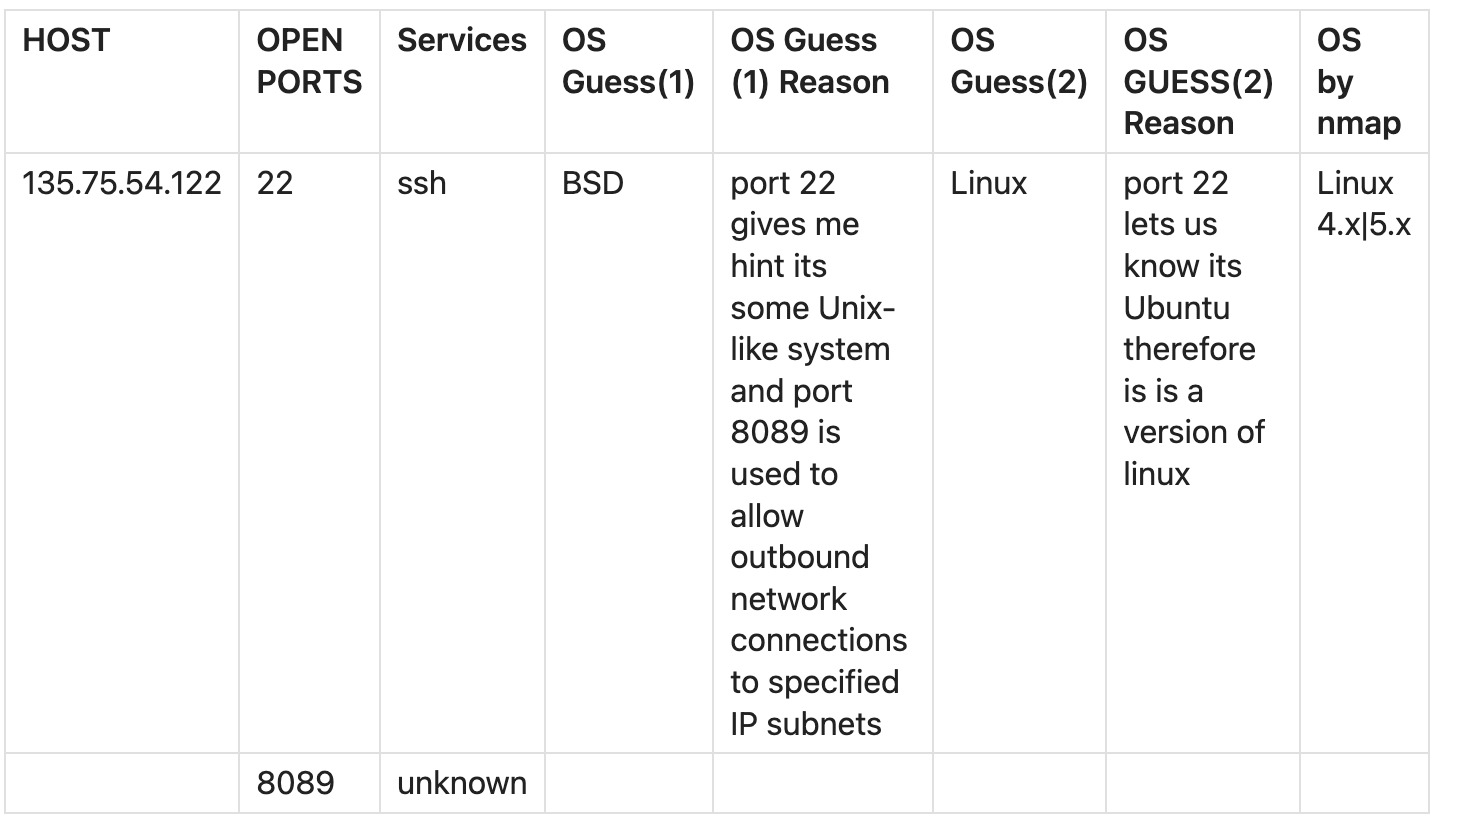 HOST
OPEN
PORTS
Services
OS
Guess(1)
OS Guess
(1) Reason
OS
Guess(2)
OS
GUESS(2)
Reason
OS
by
nmap
135.75.54.122
22
ssh
BSD
port 22
gives me
hint its
some Unix-
like system
and port
8089 is
used to
allow
outbound
network
connections
to specified
IP subnets
Linux
port 22
lets us
know its
Ubuntu
therefore
is is a
version of
linux
Linux
4.x|5.x
8089
unknown